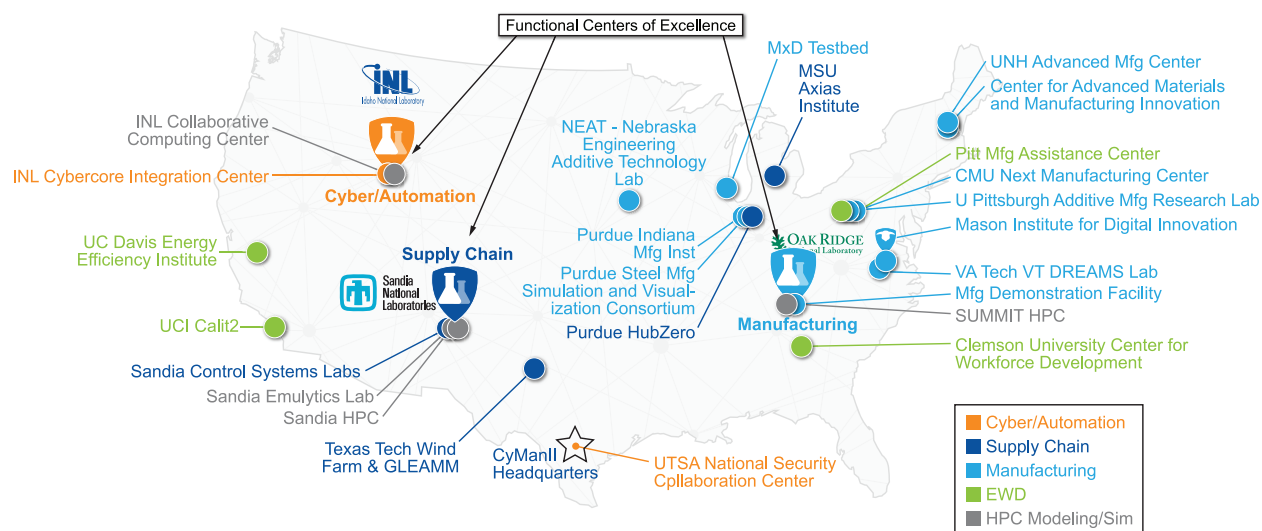 Functional Centers of Excellence
MxD Testbed
MSU
Axias
Institute
UNH Advanced Mfg Center
Center for Advanced Materials
and Manufacturing Innovation
INL
Idaho National Laboratory
INL Collaborative
Computing Center
INL Cybercore Integration Center
Cyber/Automation
NEAT - Nebraska
Engineering
Additive Technology
Lab
Pitt Mfg Assistance Center
CMU Next Manufacturing Center
U Pittsburgh Additive Mfg Research Lab
Mason Institute for Digital Innovation
UC Davis Energy
Efficiency Institute
Supply Chain
Sandia
National
Laboratories
Purdue Indiana
Mfg Inst
Purdue Steel Mfg
Simulation and Visual-
ization Consortium
Purdue HubZero
OAK RIDGE
National Laboratory
Manufacturing
VA Tech VT DREAMS Lab
Mfg Demonstration Facility
SUMMIT HPC
Clemson University Center for
Workforce Development
UCI Calit2
Sandia Control Systems Labs
Sandia Emulytics Lab
Sandia HPC
Texas Tech Wind
Farm & GLEAMM
CyManII
Headquarters
UTSA National Security
Cpllaboration Center
Cyber/Automation
Supply Chain
Manufacturing
EWD
HPC Modeling/Sim